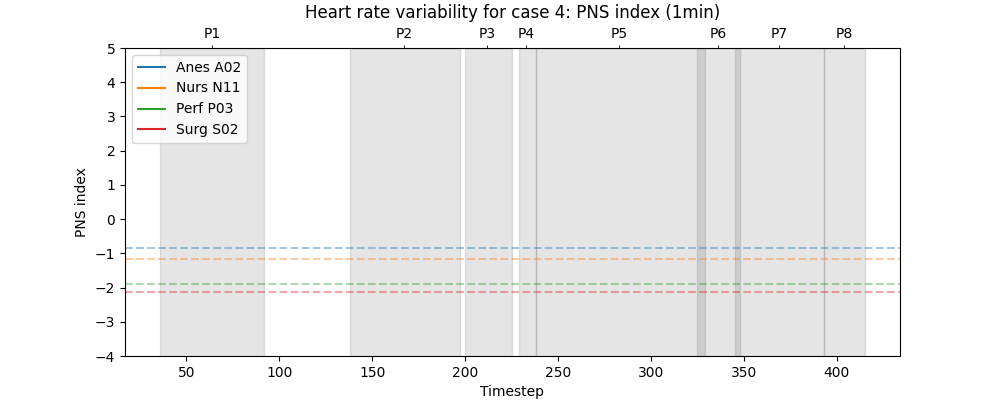 Heart rate variability for case 4: PNS index (1min)
P1 P2 P3 P4 P5 P6 P7 P8
Anes A02
Nurs N11
Perf P03
Surg S02
5
4
3
2
1
0
−1
−2
−3
−4
PNS index
50 100 150 200 250 300 350 400
Timestep